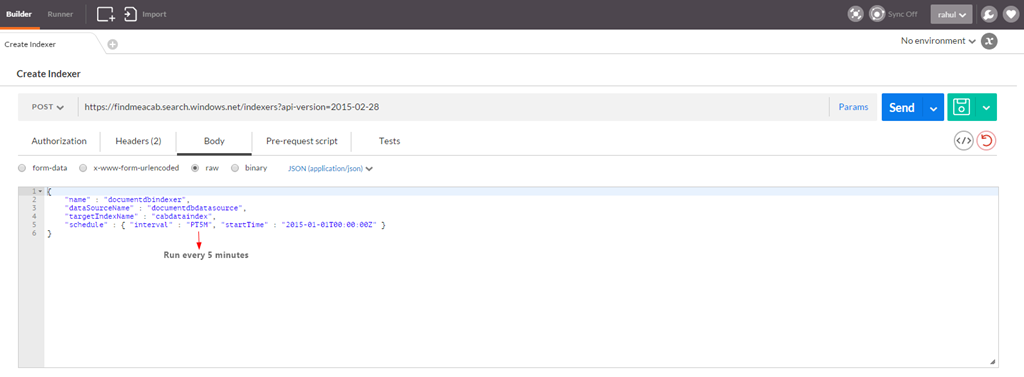 Builder Runner Import Sync Off rahul
Create Indexer No environment
Create Indexer
POST https://findmeacab.search.windows.net/indexers?api-version=2015-02-28 Params Send
Authorization Headers (2) Body Pre-request script Tests
form-data x-www-form-urlencoded raw binary JSON (application/json)
1 {
2 "name" : "documentdbindexer",
3 "dataSourceName" : "documentdbdatasource",
4 "targetIndexName" : "cabdataindex",
5 "schedule" : { "interval" : "PT5M", "startTime" : "2015-01-01T00:00:00Z" }
6 }
Run every 5 minutes